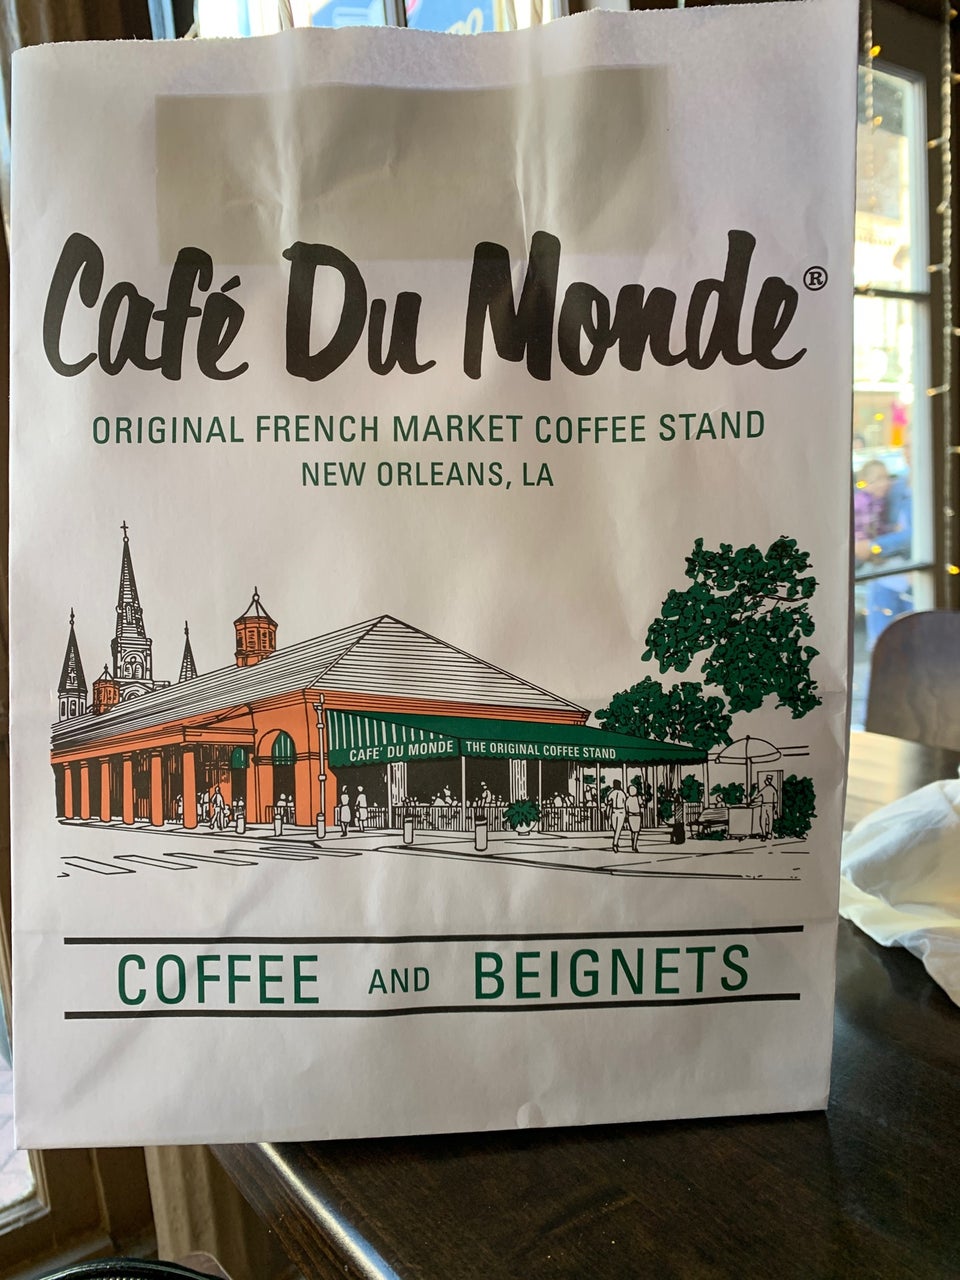 Café Du Monde®
ORIGINAL FRENCH MARKET COFFEE STAND
NEW ORLEANS, LA
CAFE' DU MONDE THE ORIGINAL COFFEE STAND
COFFEE AND BEIGNETS